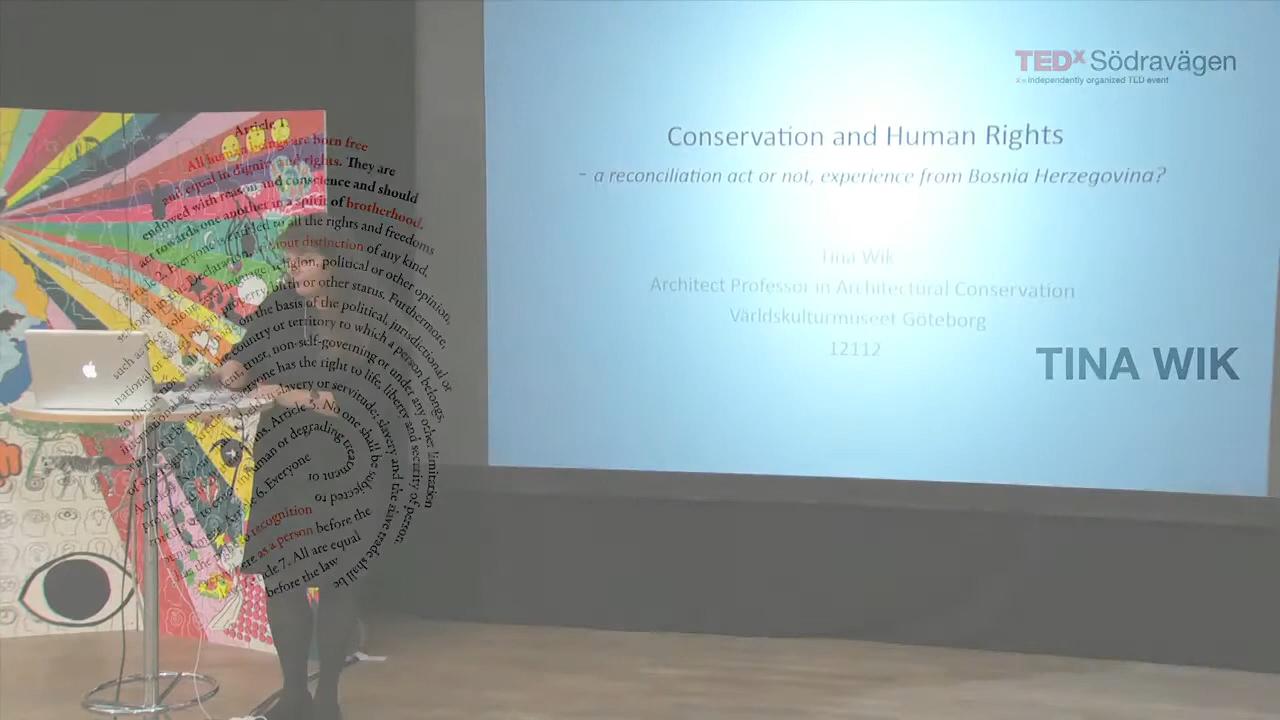 TEDx Södravägen
x = independently organized TED event
Conservation and Human Rights
- a reconciliation act or not, experience from Bosnia Herzegovina?
Tina Wik
Architect Professor in Architectural Conservation
Världskulturmuseet Göteborg
12112
TINA WIK
Article 1.
All human beings are born free
and equal in dignity and rights. They are
endowed with reason and conscience and should
act towards one another in a spirit of brotherhood.
Everyone is entitled to all the rights and freedoms
Declaration, without distinction of any kind,
language, religion, political or other opinion,
property, birth or other status. Furthermore,
on the basis of the political, jurisdictional or
country or territory to which a person belongs,
trust, non-self-governing or under any other limitation
Everyone has the right to life, liberty and security of person.
slavery or servitude, slavery and the slave trade shall be
Article 5. No one shall be subjected to
inhuman or degrading treatment or
6. Everyone
recognition
as a person before the
7. All are equal
before the law